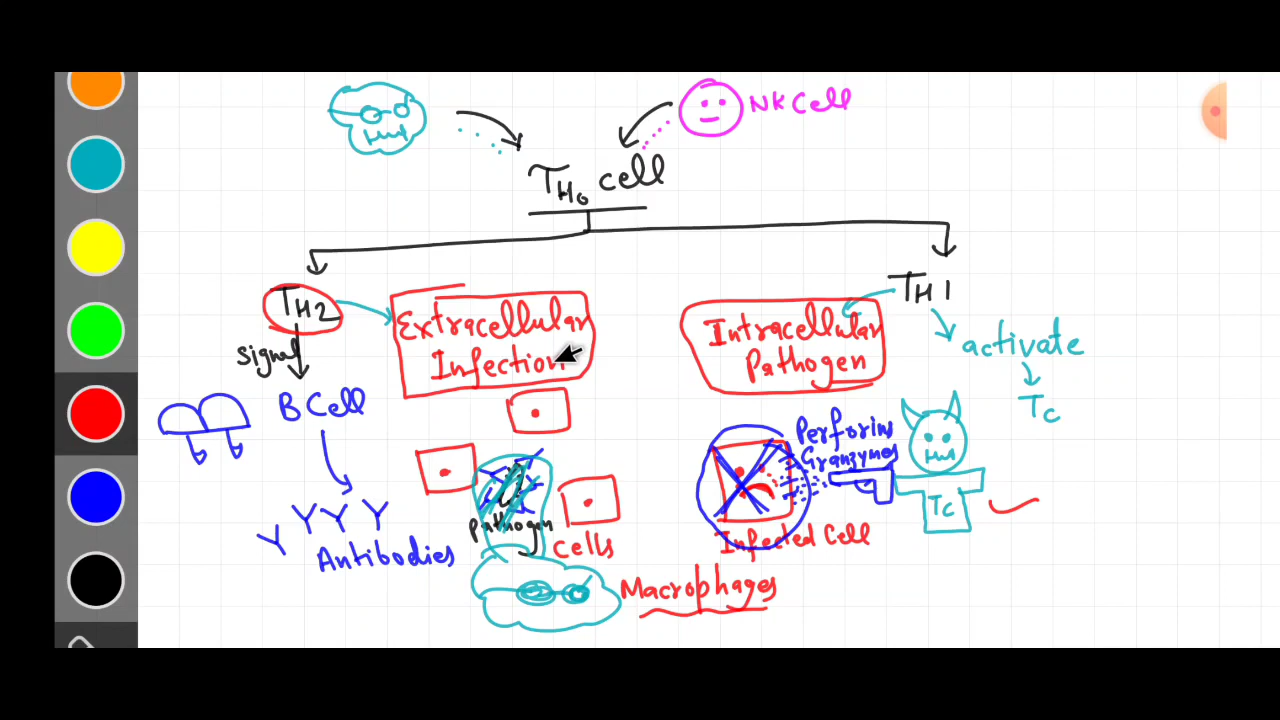 NK Cell
TH0 cell
TH2
Extracellular
Infection
Intracellular
Pathogen
TH1
signal
activate
Tc
B Cell
Perforins
Granzymes
Tc
Pathogen
Cells
Infected Cell
Antibodies
Macrophages